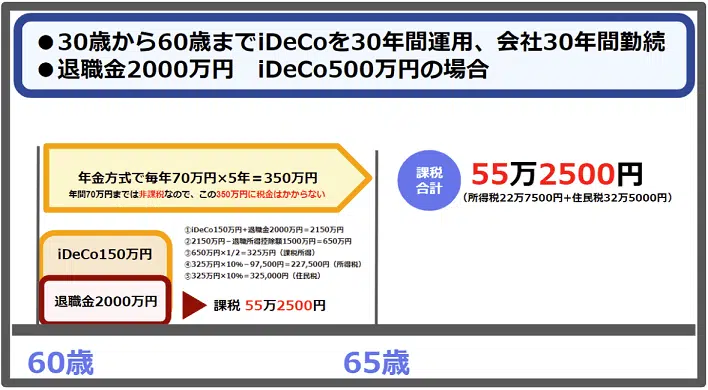 ●30歳から60歳までiDeCoを30年間運用、会社30年間勤続
●退職金2000万円　iDeCo500万円の場合
年金方式で毎年70万円×5年＝350万円
年間70万円までは非課税なので、この350万円に税金はかからない
課税
合計
55万2500円
（所得税22万7500円+住民税32万5000円）
①iDeCo150万円+退職金2000万円＝2150万円
②2150万円－退職所得控除額1500万円＝650万円
③650万円×1/2＝325万円（課税所得）
④325万円×10%－97,500円＝227,500円（所得税）
⑤325万円×10%＝325,000円（住民税）
iDeCo150万円
退職金2000万円
課税 55万2500円
60歳
65歳